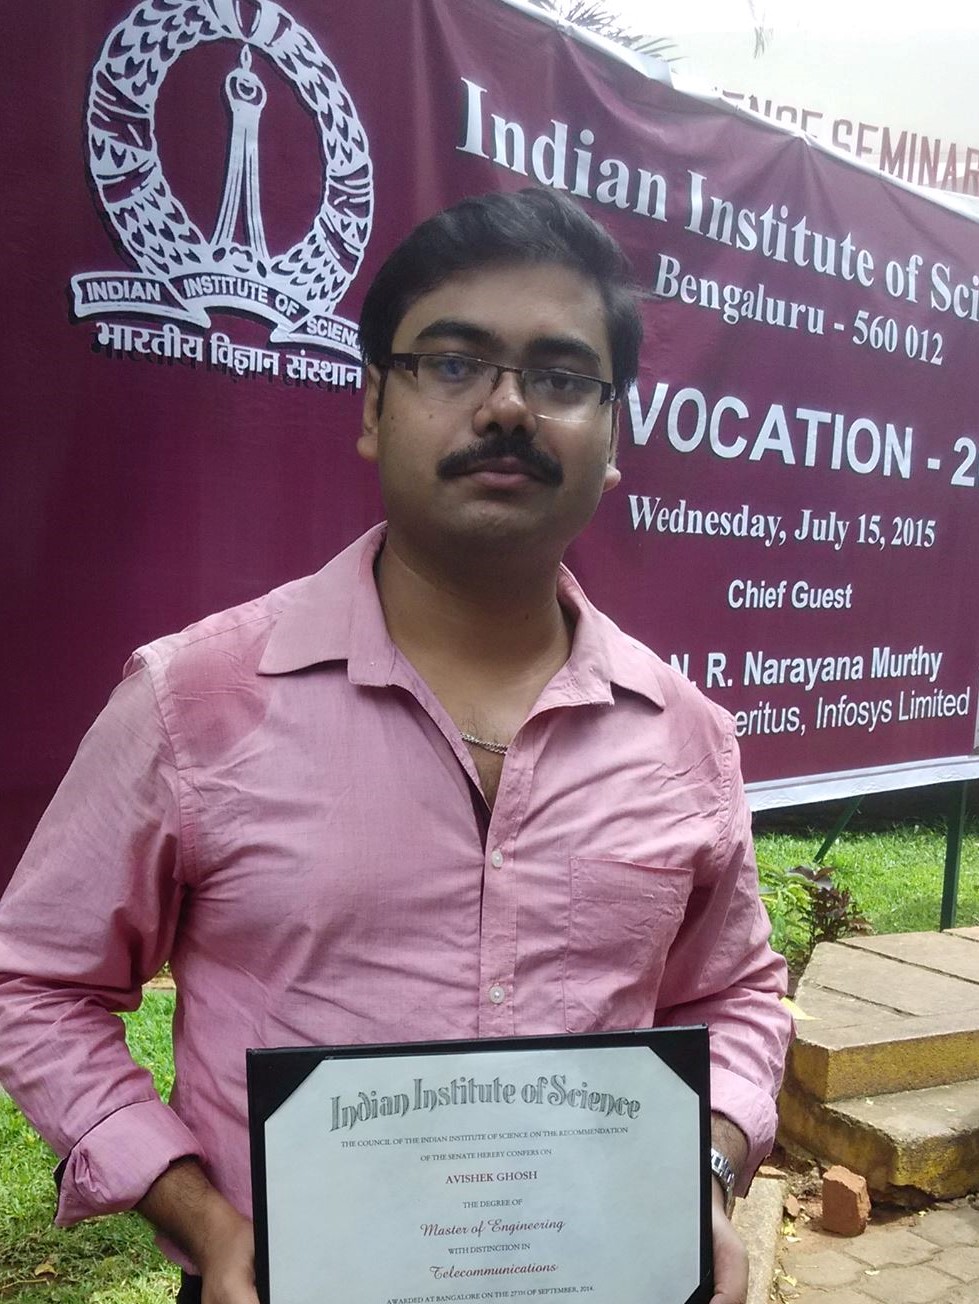 INDIAN INSTITUTE OF SCIENC
भारतीय विज्ञान संस्थान
ENCE SEMINAR
Indian Institute of Sci
Bengaluru - 560 012
VOCATION - 2
Wednesday, July 15, 2015
Chief Guest
N. R. Narayana Murthy
eritus, Infosys Limited
Indian Institute of Science
THE COUNCIL OF THE INDIAN INSTITUTE OF SCIENCE ON THE RECOMMENDATION
OF THE SENATE HEREBY CONFERS ON
AVISHEK GHOSH
THE DEGREE OF
Master of Engineering
WITH DISTINCTION IN
Telecommunications
AWARDED AT BANGALORE ON THE 27TH OF SEPTEMBER, 2014.